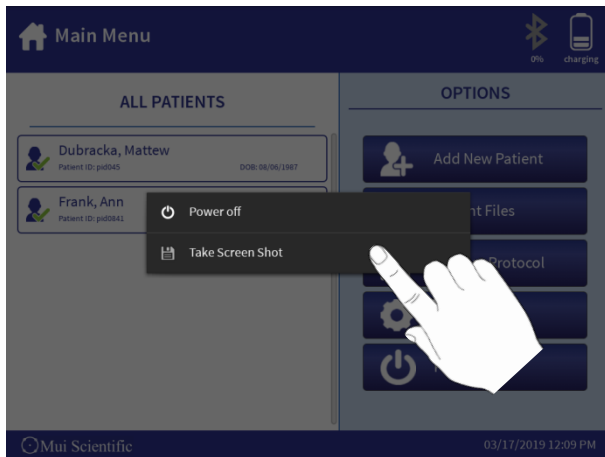 Main Menu
0%
charging
ALL PATIENTS
Dubracka, Mattew
Patient ID: pid045
DOB: 08/06/1987
Frank, Ann
Patient ID: pid0841
OPTIONS
Add New Patient
Files
Protocol
Power off
Take Screen Shot
Mui Scientific
03/17/2019 12:09 PM